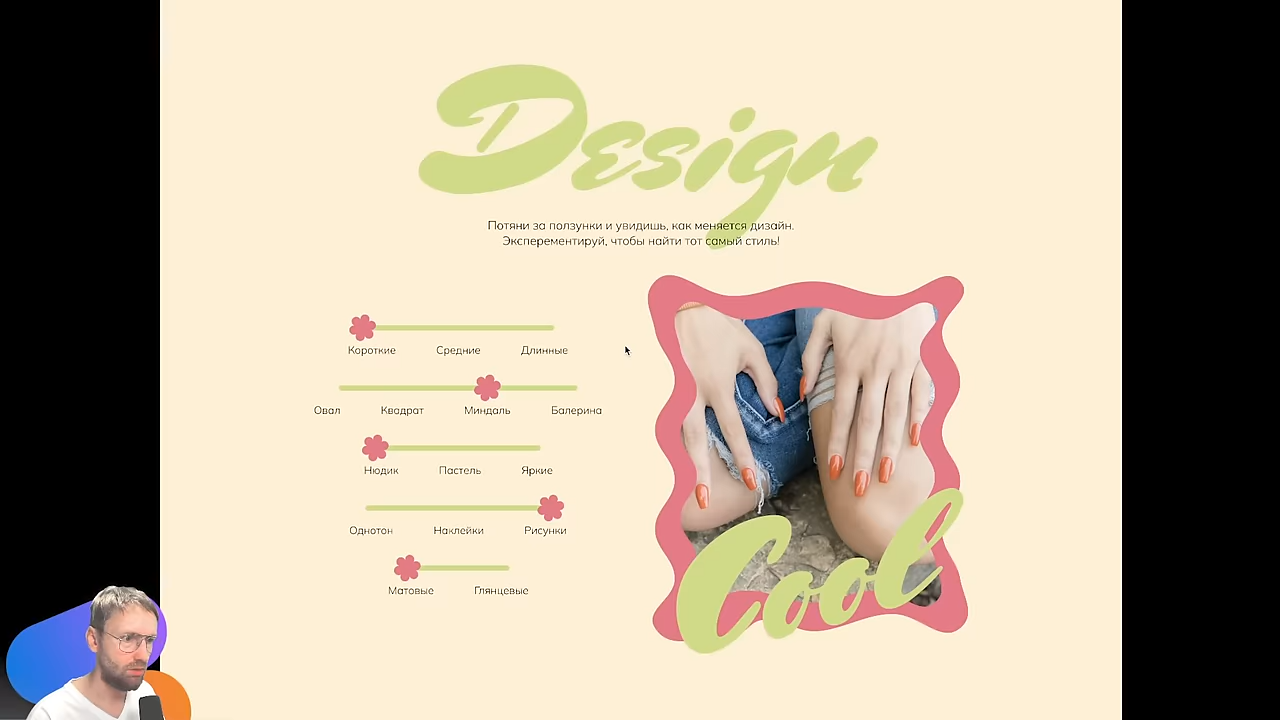 Design
Потяни за ползунки и увидишь, как меняется дизайн.
Эксперементируй, чтобы найти тот самый стиль!
Короткие Средние Длинные
Овал Квадрат Миндаль Балерина
Нюдик Пастель Яркие
Однотон Наклейки Рисунки
Матовые Глянцевые
Cool